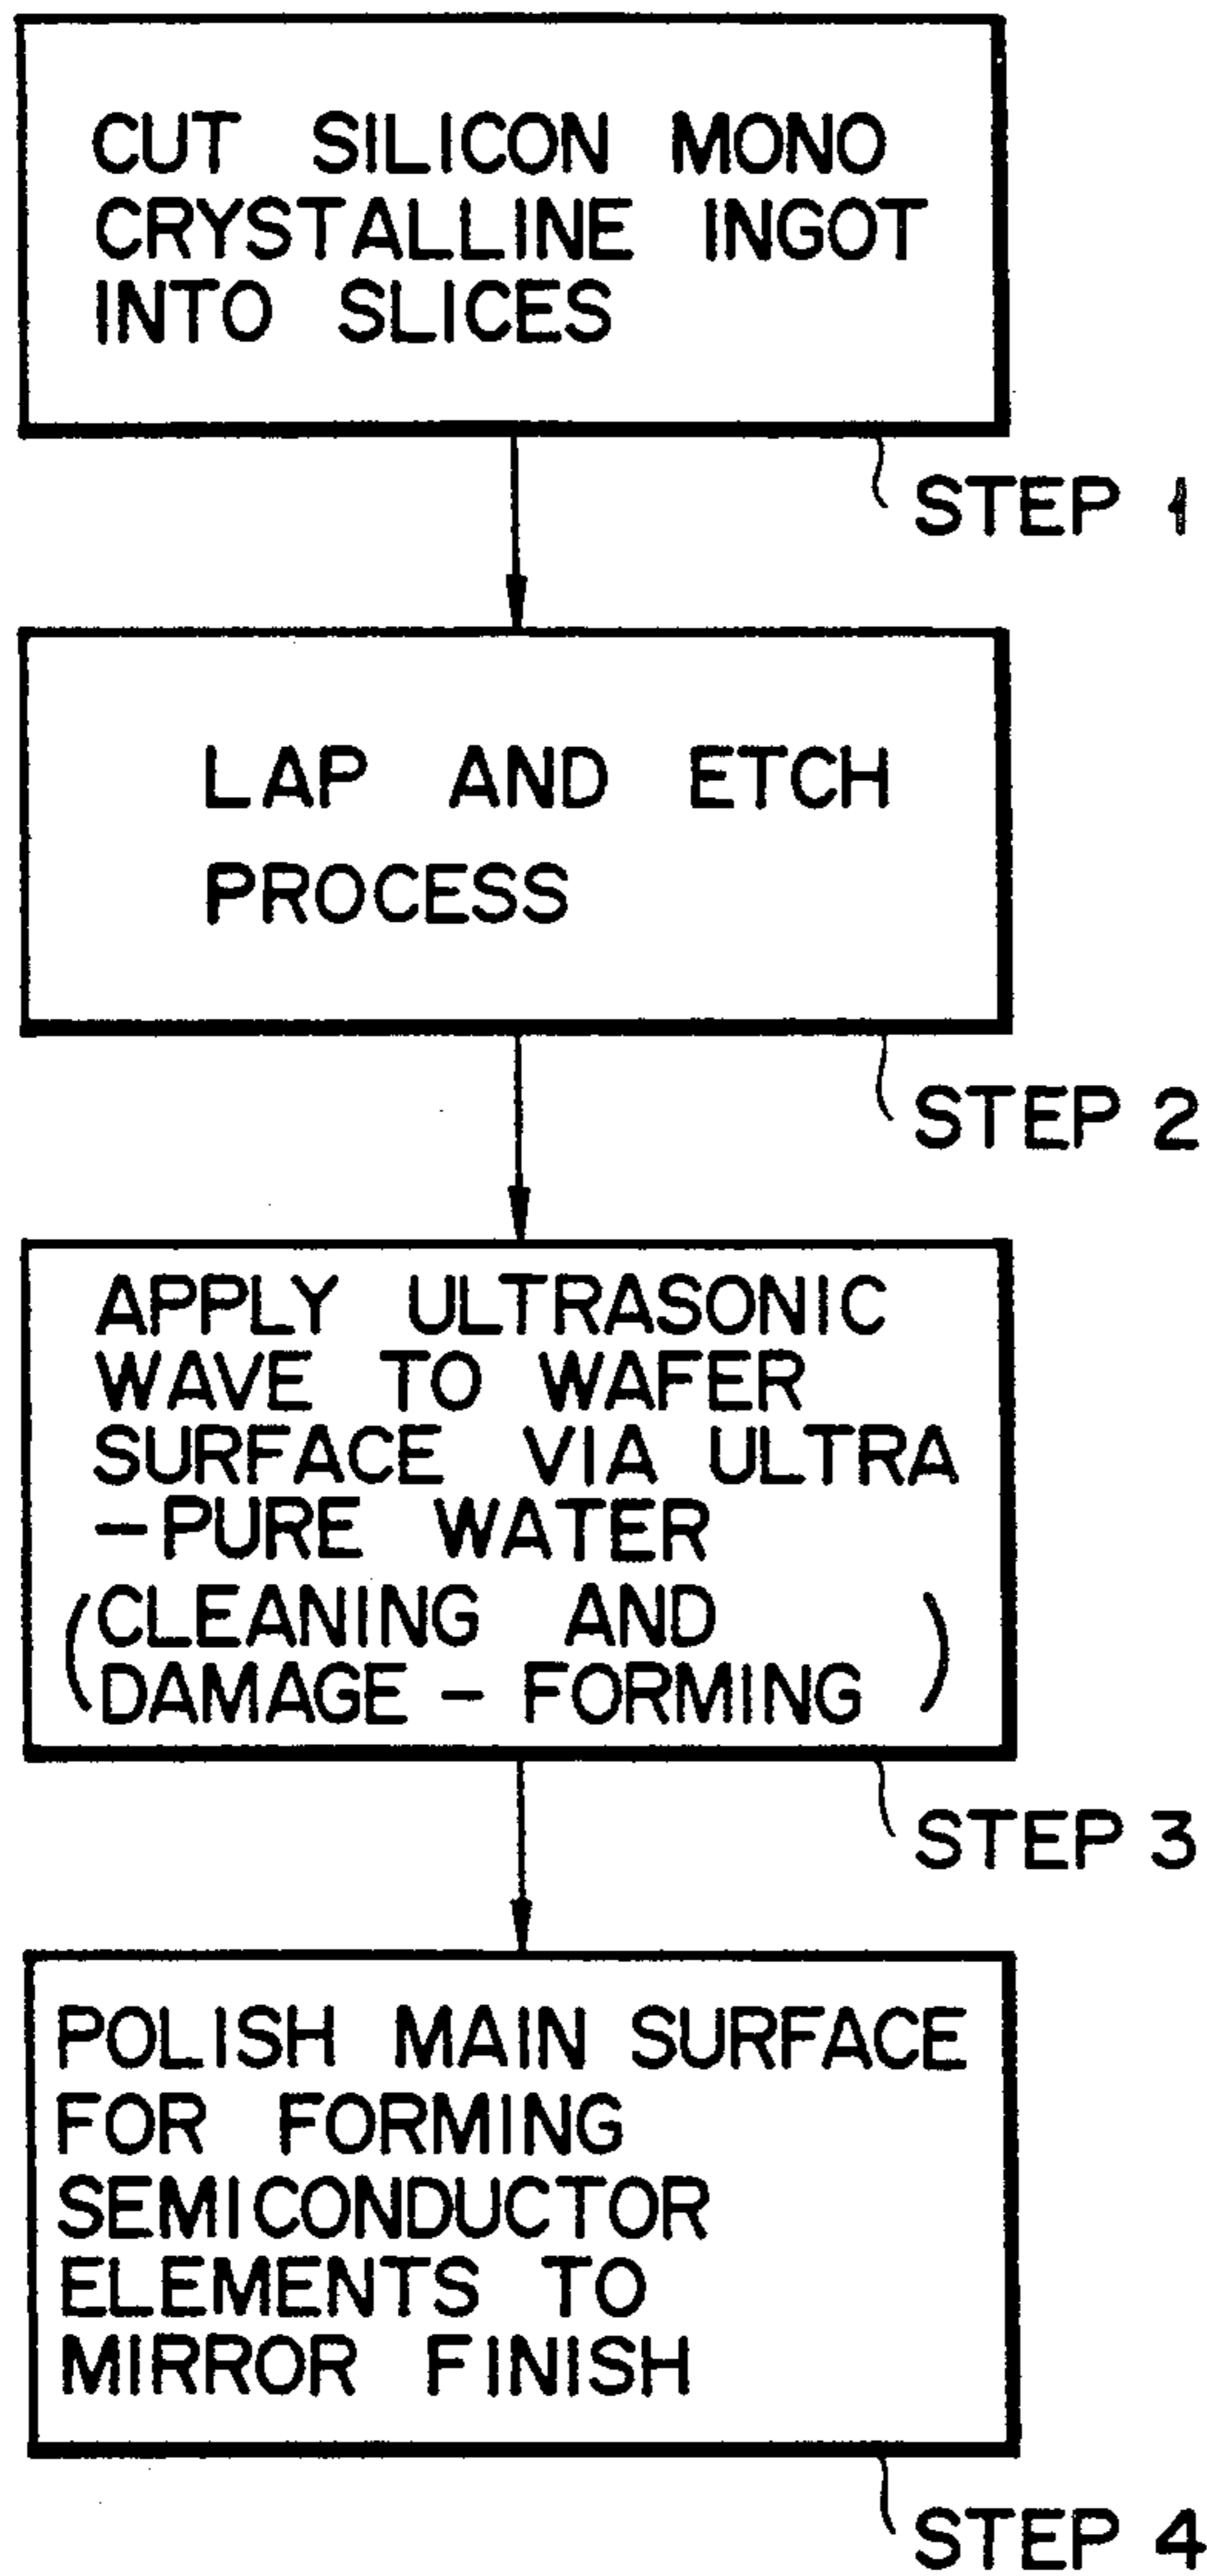 CUT SILICON MONO
CRYSTALLINE INGOT
INTO SLICES
STEP 1
LAP AND ETCH
PROCESS
STEP 2
APPLY ULTRASONIC
WAVE TO WAFER
SURFACE VIA ULTRA
-PURE WATER
(CLEANING AND
DAMAGE - FORMING)
STEP 3
POLISH MAIN SURFACE
FOR FORMING
SEMICONDUCTOR
ELEMENTS TO
MIRROR FINISH
STEP 4